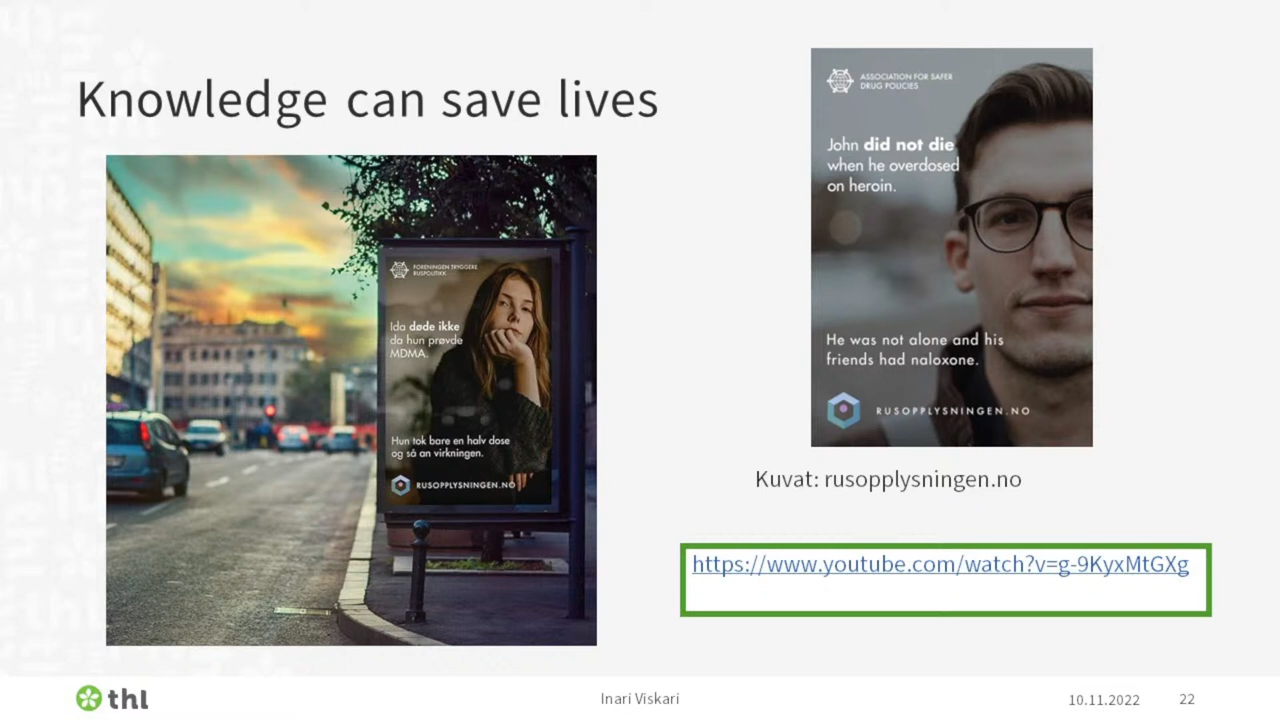 Knowledge can save lives
FORENINGEN TRYGGERE
RUSPOLITIKK
Ida døde ikke
da hun prøvde
MDMA.
Hun tok bare en halv dose
og så an virkningen.
RUSOPPLYSNINGEN.NO
ASSOCIATION FOR SAFER
DRUG POLICIES
John did not die
when he overdosed
on heroin.
He was not alone and his
friends had naloxone.
RUSOPPLYSNINGEN.NO
Kuvat: rusopplysningen.no
https://www.youtube.com/watch?v=g-9KyxMtGXg
thl
Inari Viskari
10.11.2022
22